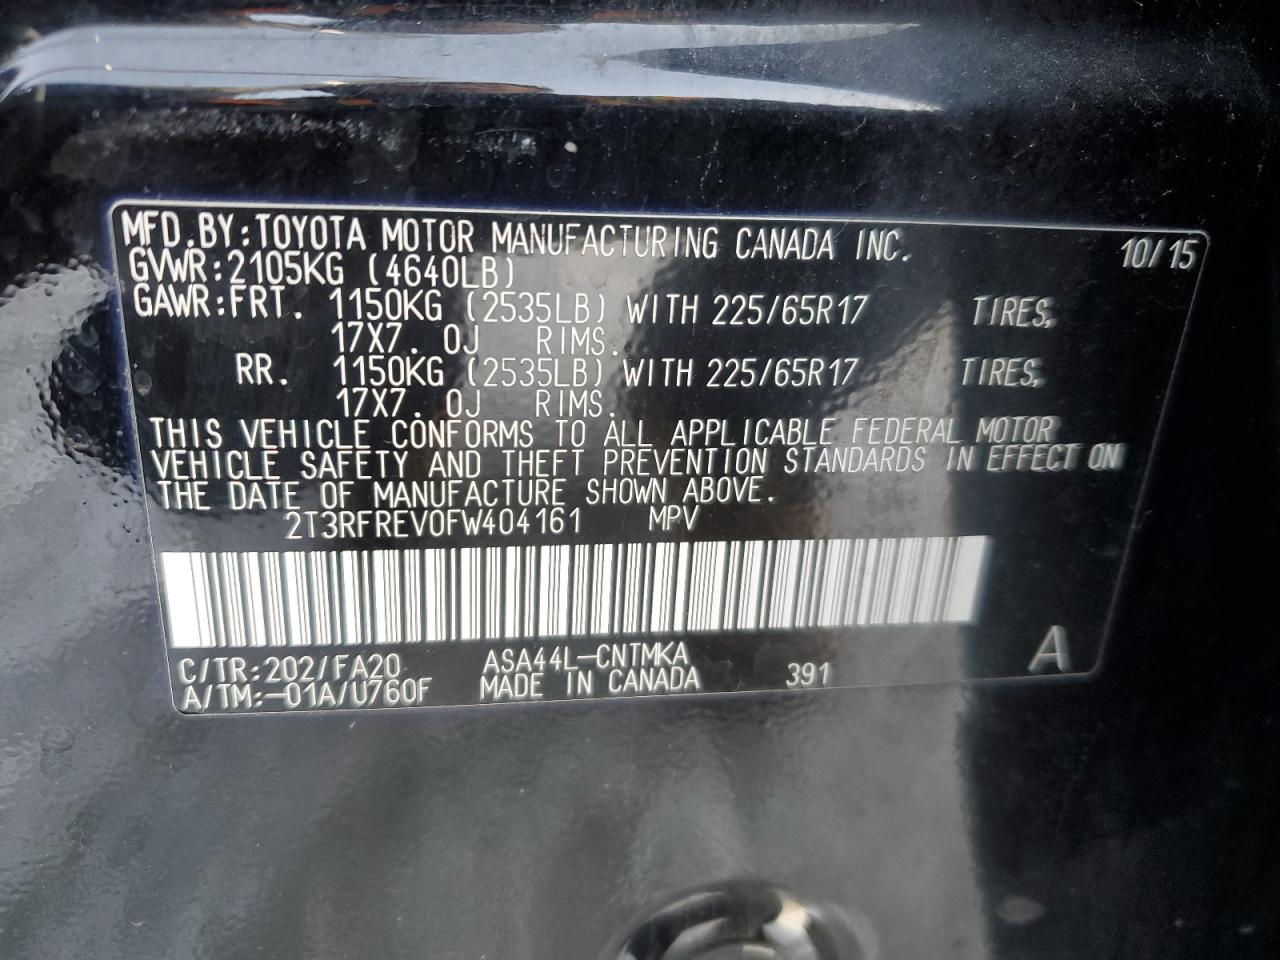 MFD.BY:TOYOTA MOTOR MANUFACTURING CANADA INC. 10/15
GVWR:2105KG (4640LB)
GAWR:FRT. 1150KG (2535LB) WITH 225/65R17 TIRES,
17X7.0J RIMS.
RR. 1150KG (2535LB) WITH 225/65R17 TIRES,
17X7.0J RIMS.
THIS VEHICLE CONFORMS TO ALL APPLICABLE FEDERAL MOTOR
VEHICLE SAFETY AND THEFT PREVENTION STANDARDS IN EFFECT ON
THE DATE OF MANUFACTURE SHOWN ABOVE.
2T3RFREV0FW404161 MPV
C/TR:202/FA20 ASA44L-CNTMKA 391 A
A/TM:-01A/U760F MADE IN CANADA